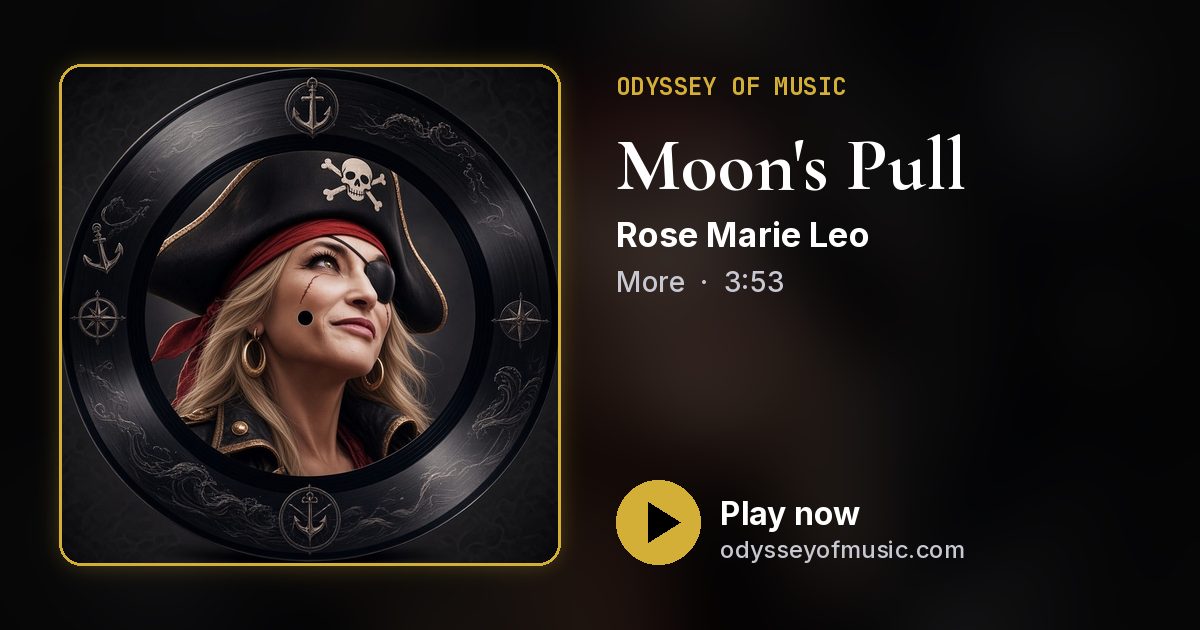 ODYSSEY OF MUSIC
Moon's Pull
Rose Marie Leo
More · 3:53
Play now
odysseyofmusic.com